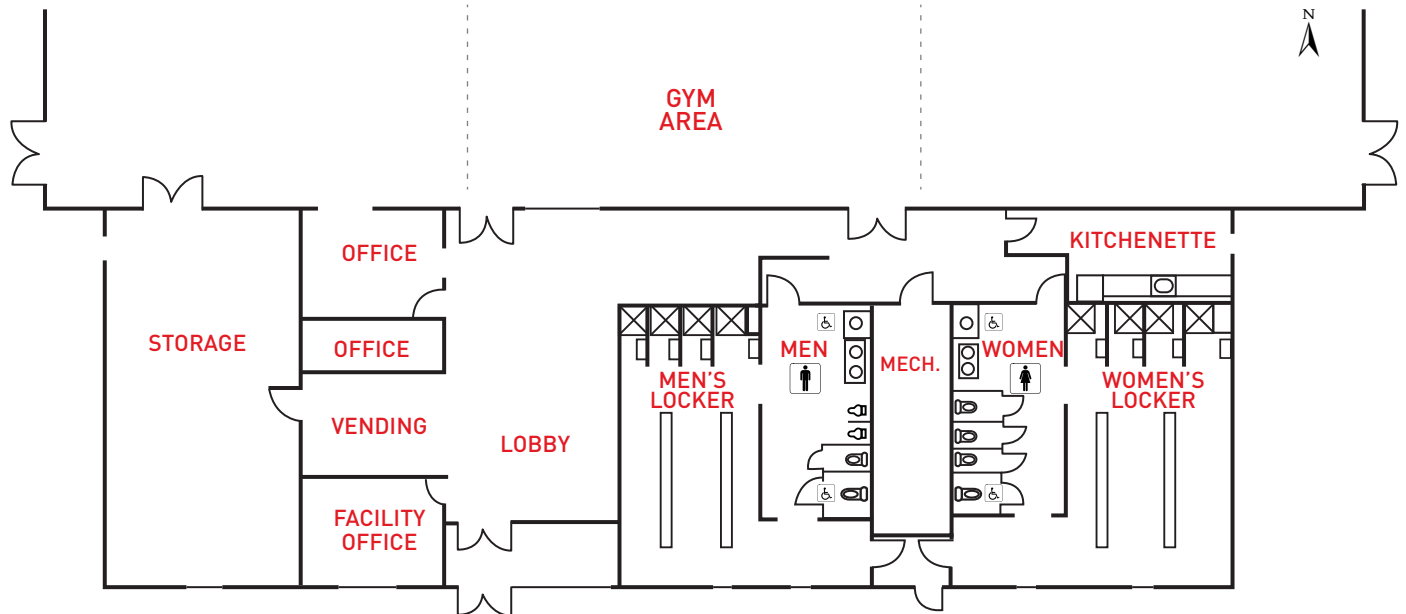 N
GYM
AREA
OFFICE
KITCHENETTE
STORAGE
OFFICE
MEN
MECH.
WOMEN
MEN'S
LOCKER
WOMEN'S
LOCKER
VENDING
LOBBY
FACILITY
OFFICE